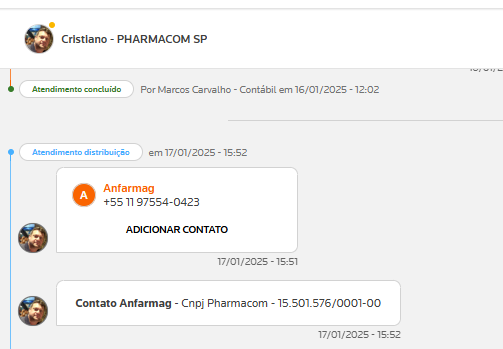 Cristiano - PHARMACOM SP
Atendimento concluído Por Marcos Carvalho - Contábil em 16/01/2025 - 12:02
Atendimento distribuição em 17/01/2025 - 15:52
A
Anfarmag
+55 11 97554-0423
ADICIONAR CONTATO
17/01/2025 - 15:51
Contato Anfarmag - Cnpj Pharmacom - 15.501.576/0001-00
17/01/2025 - 15:52